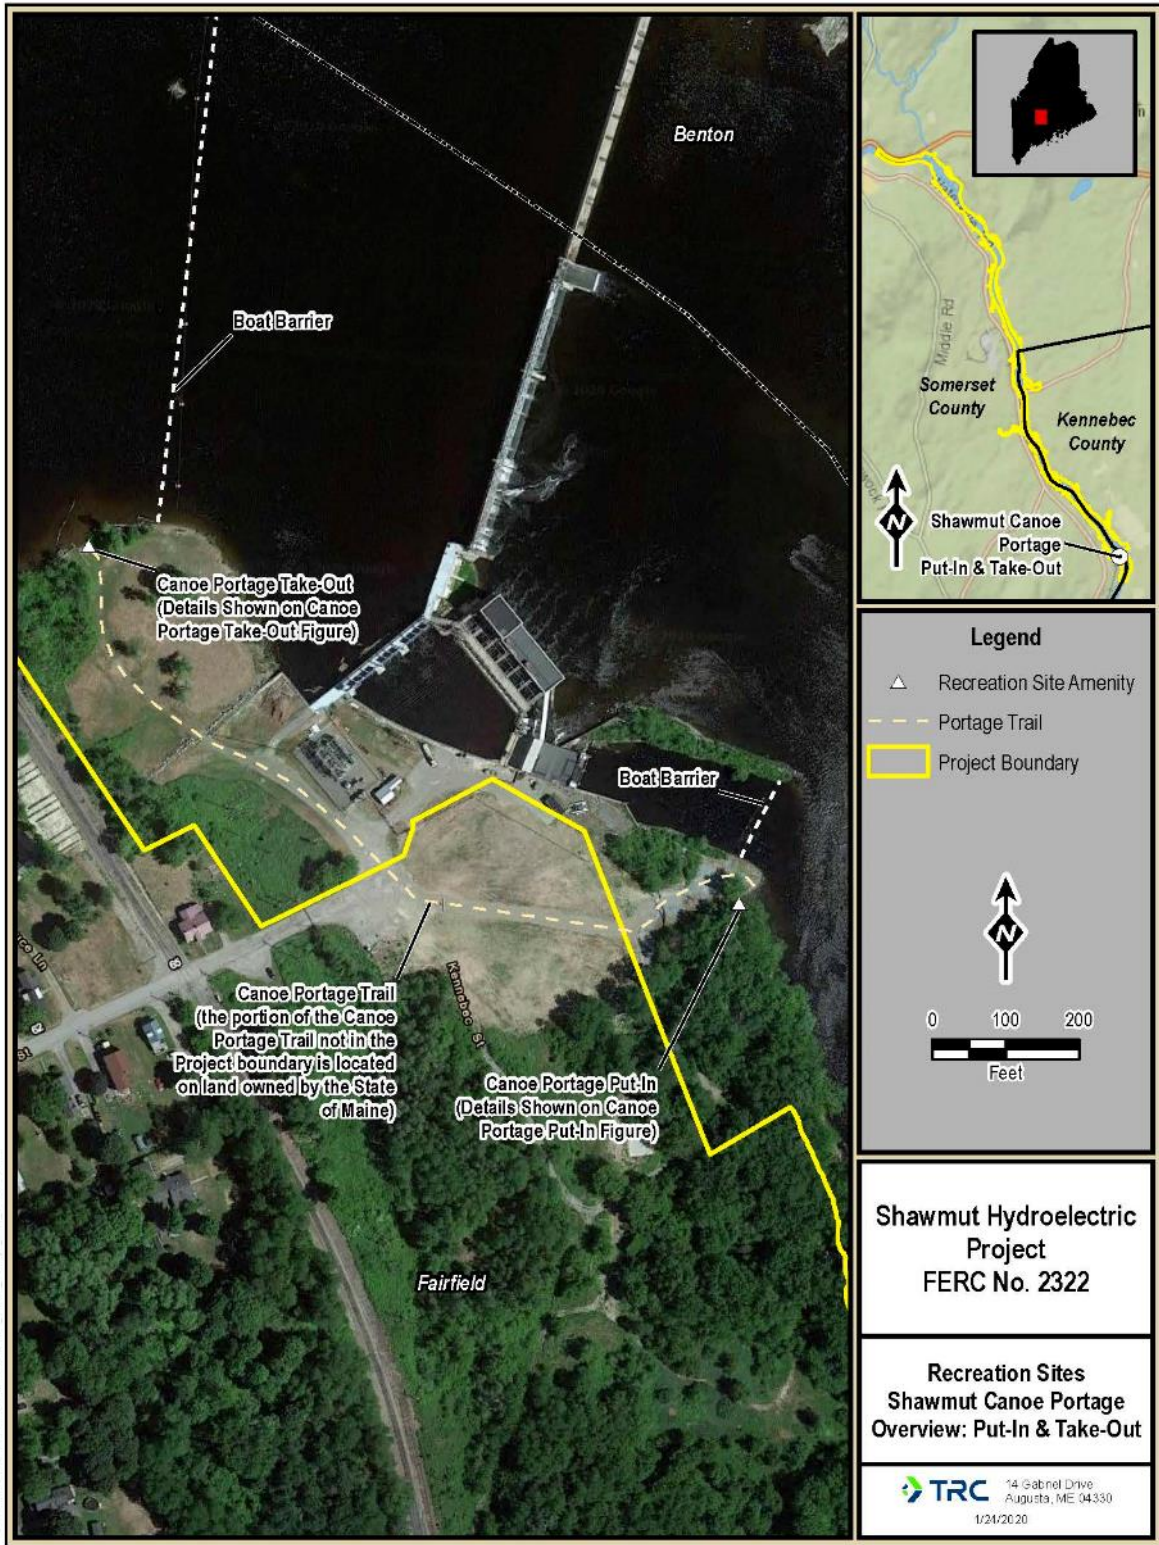 Benton
Boat Barrier
Canoe Portage Take-Out
(Details Shown on Canoe
Portage Take-Out Figure)
Boat Barrier
Canoe Portage Trail
(the portion of the Canoe
Portage Trail not in the
Project boundary is located
on land owned by the State
of Maine)
Kennebec St
Canoe Portage Put-In
(Details Shown on Canoe
Portage Put-In Figure)
Fairfield
Middle Rd
Somerset
County
Kennebec
County
N
Shawmut Canoe
Portage
Put-In & Take-Out
Legend
Recreation Site Amenity
Portage Trail
Project Boundary
N
0 100 200
Feet
Shawmut Hydroelectric
Project
FERC No. 2322
Recreation Sites
Shawmut Canoe Portage
Overview: Put-In & Take-Out
TRC
14 Gabriel Drive
Augusta, ME 04330
1/24/2020